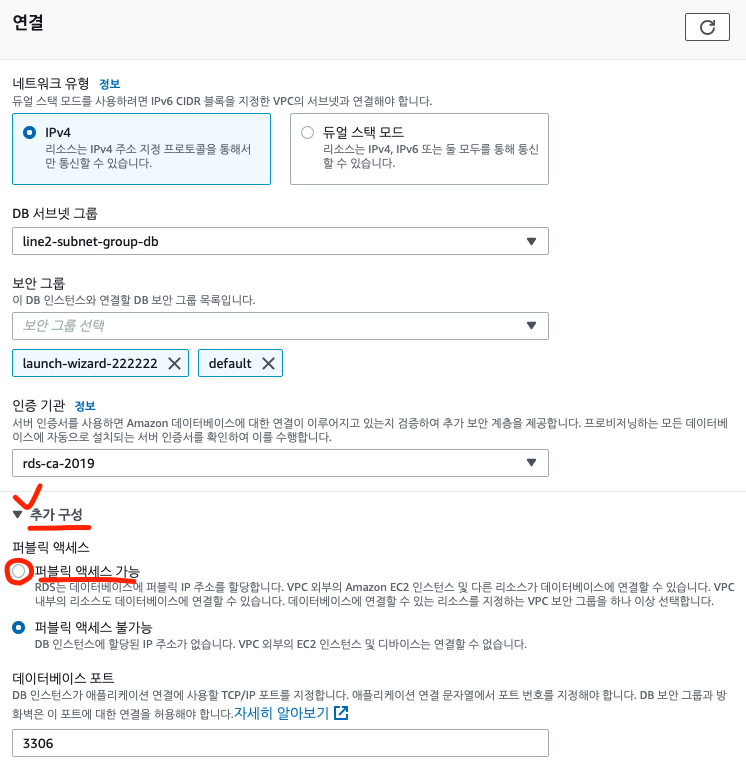 연결
네트워크 유형 정보
듀얼 스택 모드를 사용하려면 IPv6 CIDR 블록을 지정한 VPC의 서브넷과 연결해야 합니다.
IPv4
리소스는 IPv4 주소 지정 프로토콜을 통해서
만 통신할 수 있습니다.
듀얼 스택 모드
리소스는 IPv4, IPv6 또는 둘 모두를 통해 통신
할 수 있습니다.
DB 서브넷 그룹
line2-subnet-group-db
보안 그룹
이 DB 인스턴스와 연결할 DB 보안 그룹 목록입니다.
보안 그룹 선택
launch-wizard-222222
default
인증 기관 정보
서버 인증서를 사용하면 Amazon 데이터베이스에 대한 연결이 이루어지고 있는지 검증하여 추가 보안 계층을 제공합니다. 프로비저닝하는 모든 데이터베
이스에 자동으로 설치되는 서버 인증서를 확인하여 이를 수행합니다.
rds-ca-2019
추가 구성
퍼블릭 액세스
퍼블릭 액세스 가능
RDS는 데이터베이스에 퍼블릭 IP 주소를 할당합니다. VPC 외부의 Amazon EC2 인스턴스 및 다른 리소스가 데이터베이스에 연결할 수 있습니다. VPC
내부의 리소스도 데이터베이스에 연결할 수 있습니다. 데이터베이스에 연결할 수 있는 리소스를 지정하는 VPC 보안 그룹을 하나 이상 선택합니다.
퍼블릭 액세스 불가능
DB 인스턴스에 할당된 IP 주소가 없습니다. VPC 외부의 EC2 인스턴스 및 디바이스는 연결할 수 없습니다.
데이터베이스 포트
DB 인스턴스가 애플리케이션 연결에 사용할 TCP/IP 포트를 지정합니다. 애플리케이션 연결 문자열에서 포트 번호를 지정해야 합니다. DB 보안 그룹과 방
화벽은 이 포트에 대한 연결을 허용해야 합니다.자세히 알아보기
3306